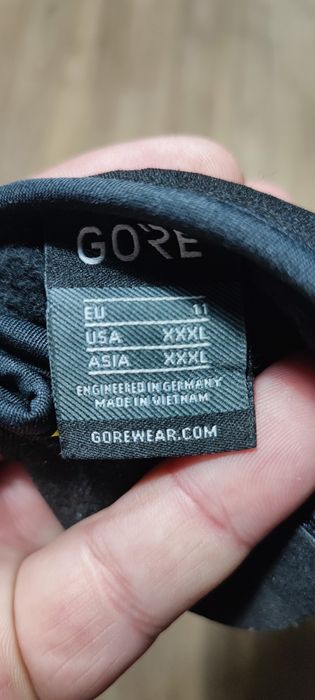 GORE
EU 11
USA XXXL
ASIA XXXL
ENGINEERED IN GERMANY
MADE IN VIETNAM
GOREWEAR.COM